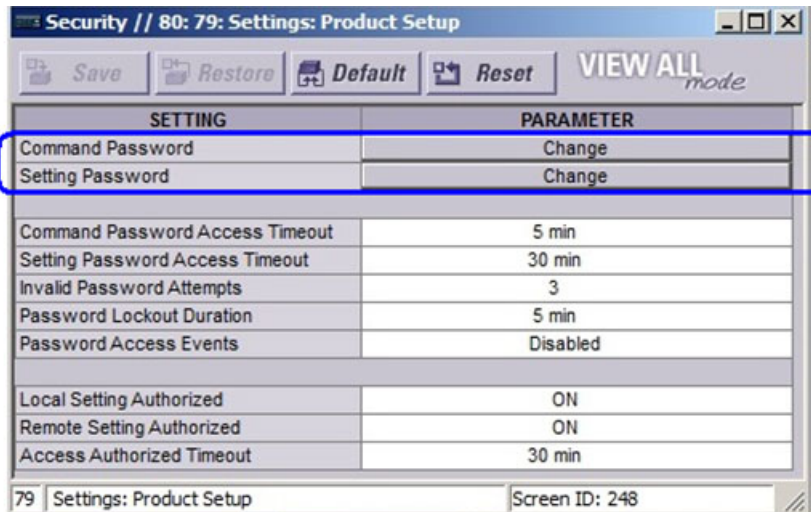 Security // 80: 79: Settings: Product Setup
Save Restore Default Reset VIEW ALL mode
SETTING PARAMETER
Command Password Change
Setting Password Change
Command Password Access Timeout 5 min
Setting Password Access Timeout 30 min
Invalid Password Attempts 3
Password Lockout Duration 5 min
Password Access Events Disabled
Local Setting Authorized ON
Remote Setting Authorized ON
Access Authorized Timeout 30 min
79 Settings: Product Setup Screen ID: 248